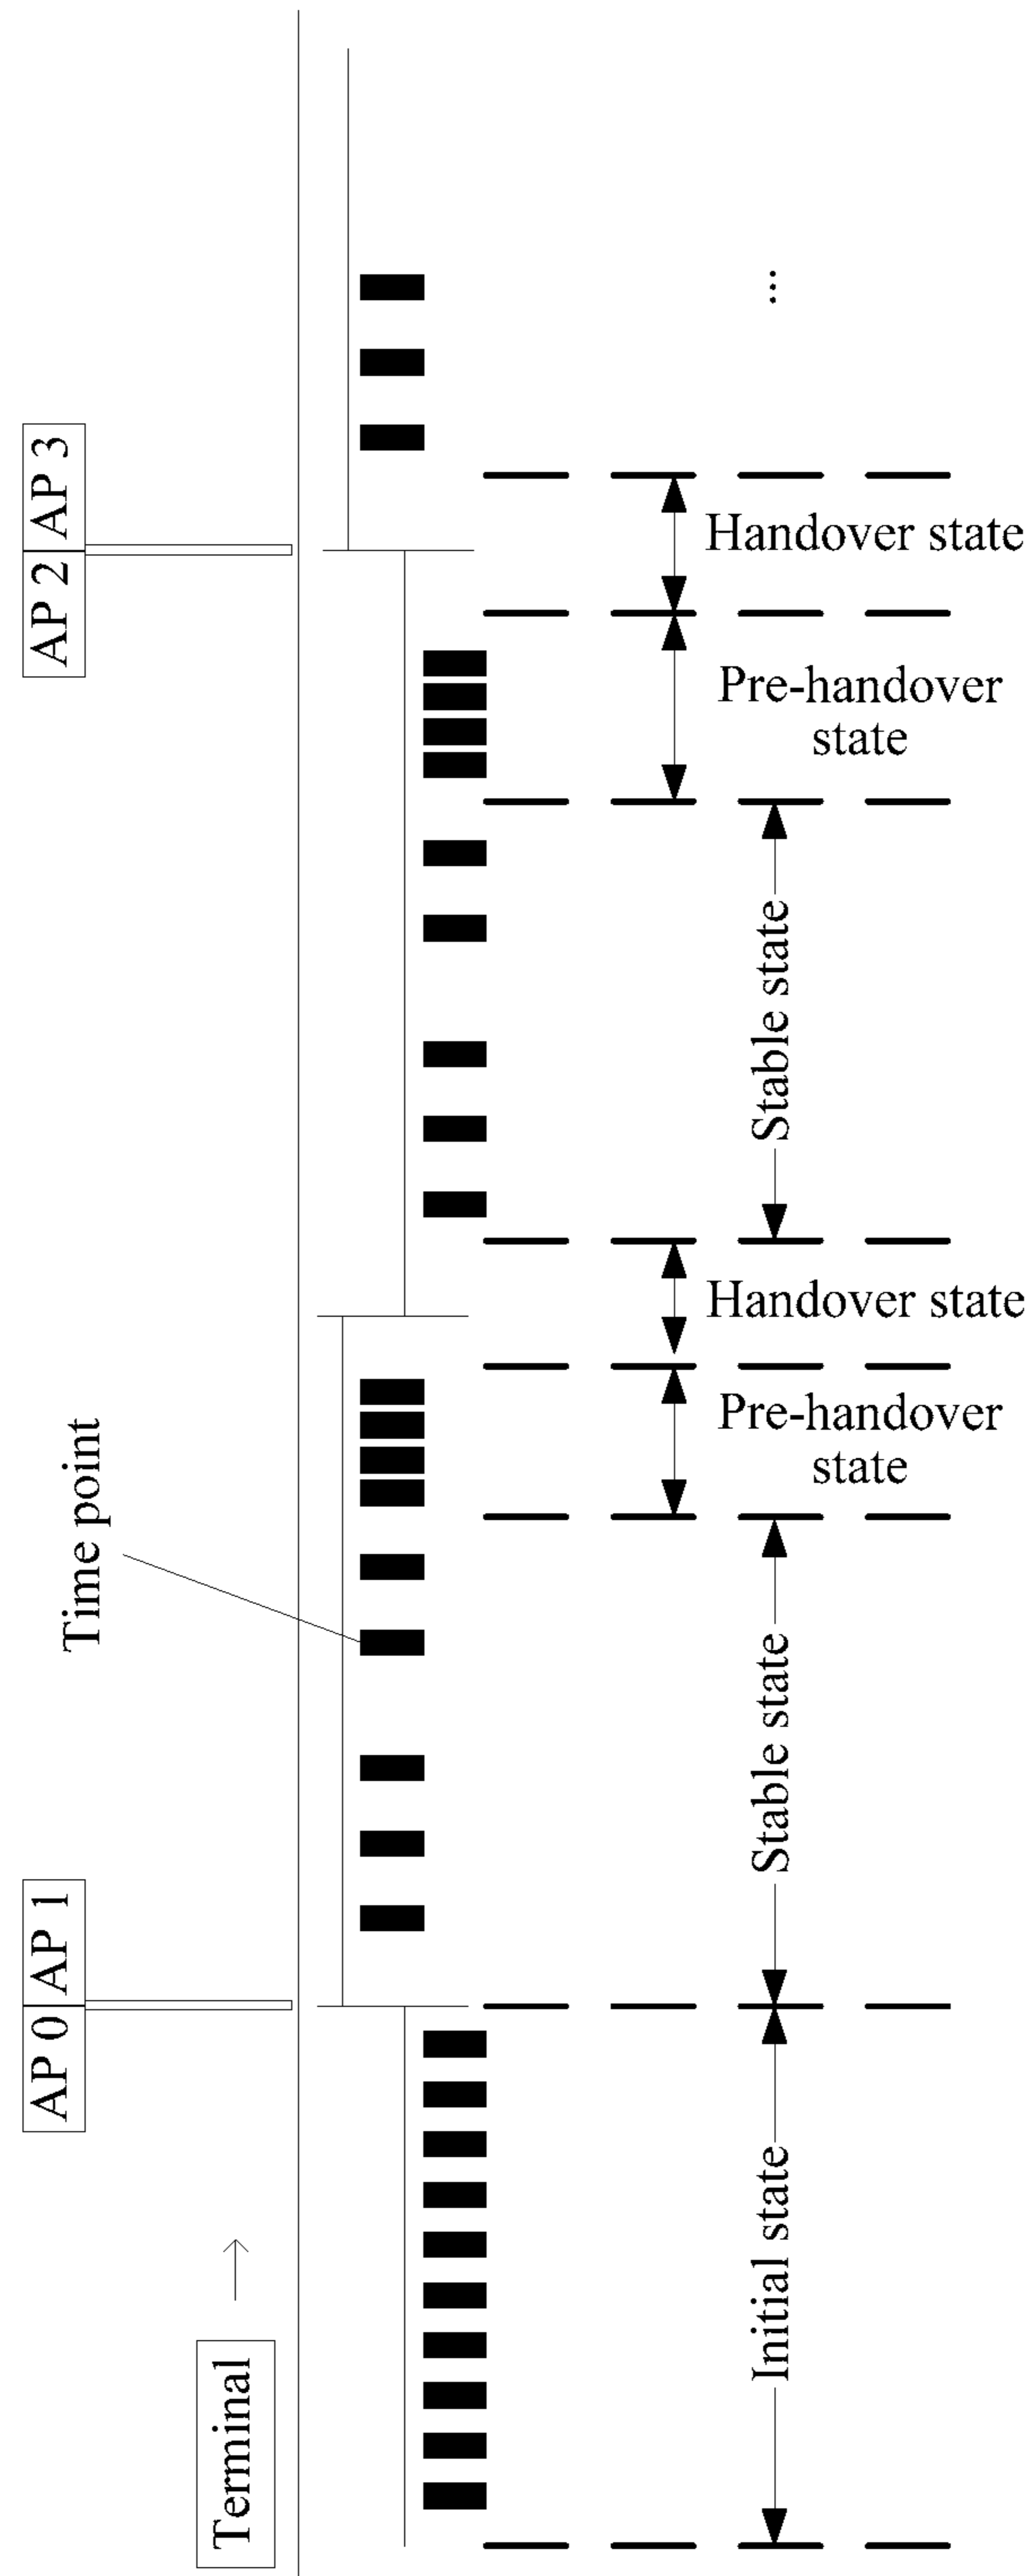 AP 0
AP 1
AP 2
AP 3
Terminal
Time point
Initial state
Stable state
Pre-handover
state
Handover state
Stable state
Pre-handover
state
Handover state
...